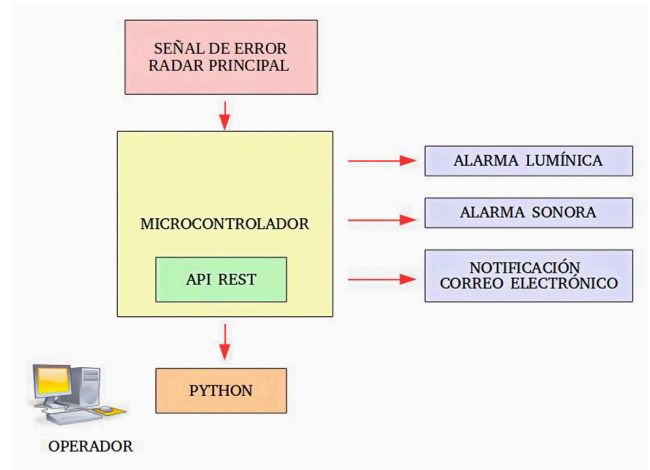 SEÑAL DE ERROR
RADAR PRINCIPAL
MICROCONTROLADOR
API REST
ALARMA LUMÍNICA
ALARMA SONORA
NOTIFICACIÓN
CORREO ELECTRÓNICO
PYTHON
OPERADOR